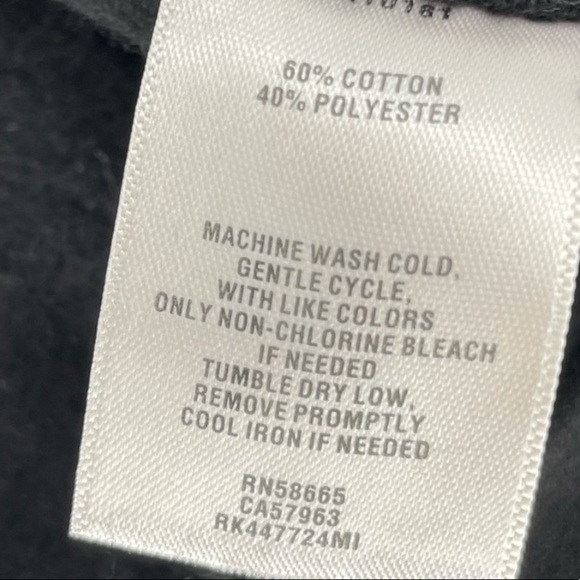 60% COTTON
40% POLYESTER
MACHINE WASH COLD,
GENTLE CYCLE,
WITH LIKE COLORS
ONLY NON-CHLORINE BLEACH
IF NEEDED
TUMBLE DRY LOW,
REMOVE PROMPTLY
COOL IRON IF NEEDED
RN58665
CA57963
RK447724MI